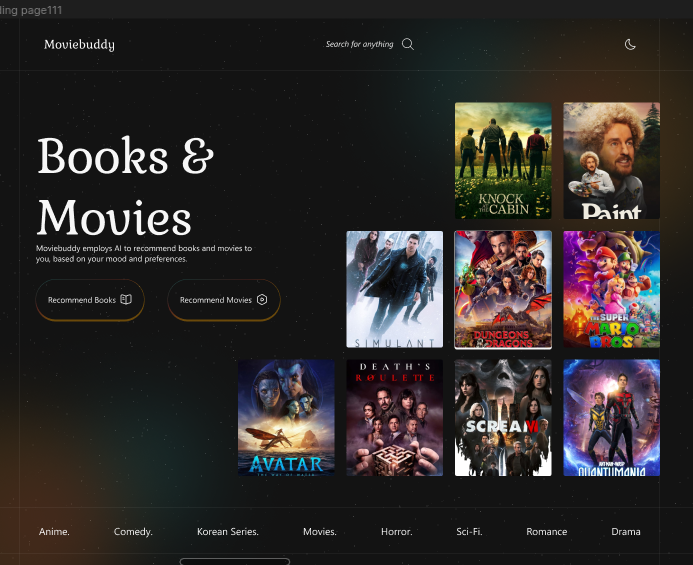 ding page111
Moviebuddy
Search for anything
Books &
Movies
Moviebuddy employs AI to recommend books and movies to
you, based on your mood and preferences.
Recommend Books
Recommend Movies
KNOCK
AT THE CABIN
Paint
SIMULANT
DUNGEONS
& DRAGONS
THE SUPER
MARIO
BROS
AVATAR
THE WAY OF WATER
DEATH'S
ROULETTE
SCREAM
ANT-MAN AND THE WASP
QUANTUMANIA
Anime.
Comedy.
Korean Series.
Movies.
Horror.
Sci-Fi.
Romance
Drama